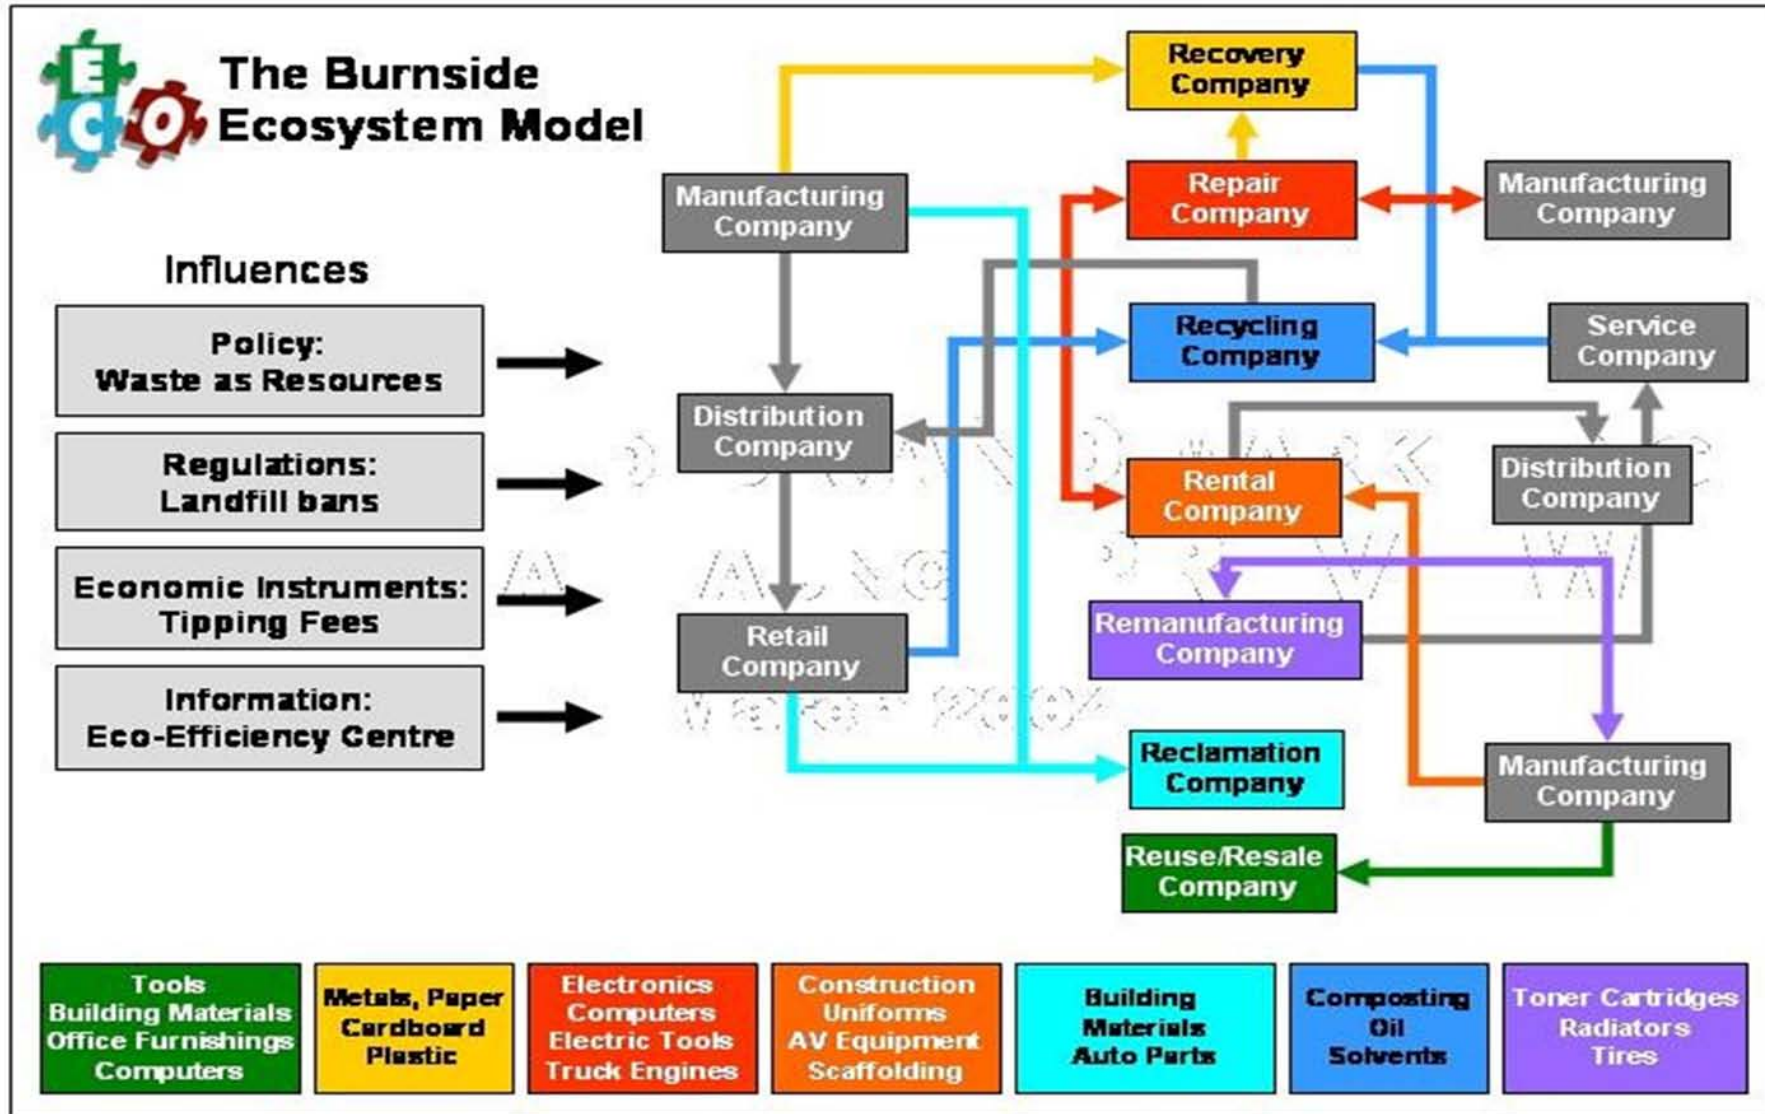 E
C
O
The Burnside
Ecosystem Model
Influences
Policy:
Waste as Resources
Regulations:
Landfill bans
Economic Instruments:
Tipping Fees
Information:
Eco-Efficiency Centre
Manufacturing
Company
Distribution
Company
Retail
Company
Recovery
Company
Repair
Company
Manufacturing
Company
Recycling
Company
Service
Company
Rental
Company
Distribution
Company
Remanufacturing
Company
Reclamation
Company
Manufacturing
Company
Reuse/Resale
Company
Tools
Building Materials
Office Furnishings
Computers
Metals, Paper
Cardboard
Plastic
Electronics
Computers
Electric Tools
Truck Engines
Construction
Uniforms
AV Equipment
Scaffolding
Building
Materials
Auto Parts
Composting
Oil
Solvents
Toner Cartridges
Radiators
Tires